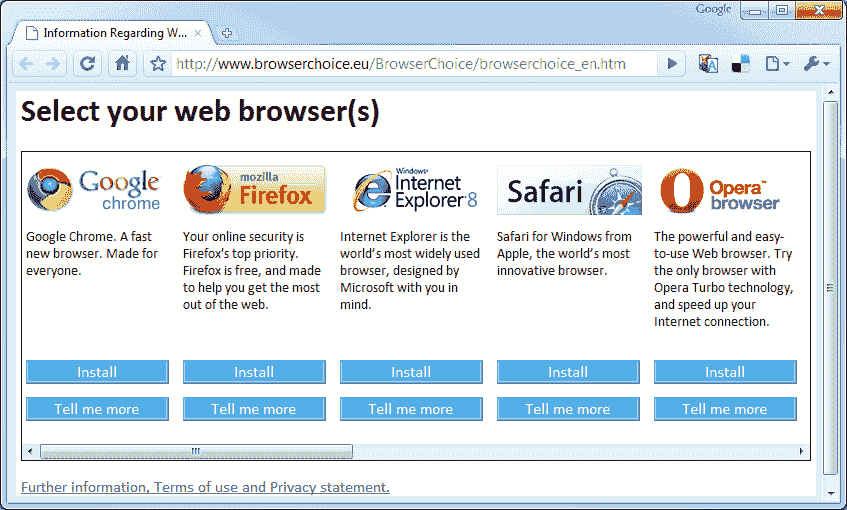 Google
Information Regarding W...
http://www.browserchoice.eu/BrowserChoice/browserchoice_en.htm
Select your web browser(s)
Google
chrome
Google Chrome. A fast
new browser. Made for
everyone.
Install
Tell me more
mozilla
Firefox
Your online security is
Firefox's top priority.
Firefox is free, and made
to help you get the most
out of the web.
Install
Tell me more
Windows®
Internet
Explorer 8
Internet Explorer is the
world's most widely used
browser, designed by
Microsoft with you in
mind.
Install
Tell me more
Safari
Safari for Windows from
Apple, the world's most
innovative browser.
Install
Tell me more
Opera™
browser
The powerful and easy-
to-use Web browser. Try
the only browser with
Opera Turbo technology,
and speed up your
Internet connection.
Install
Tell me more
Further information, Terms of use and Privacy statement.